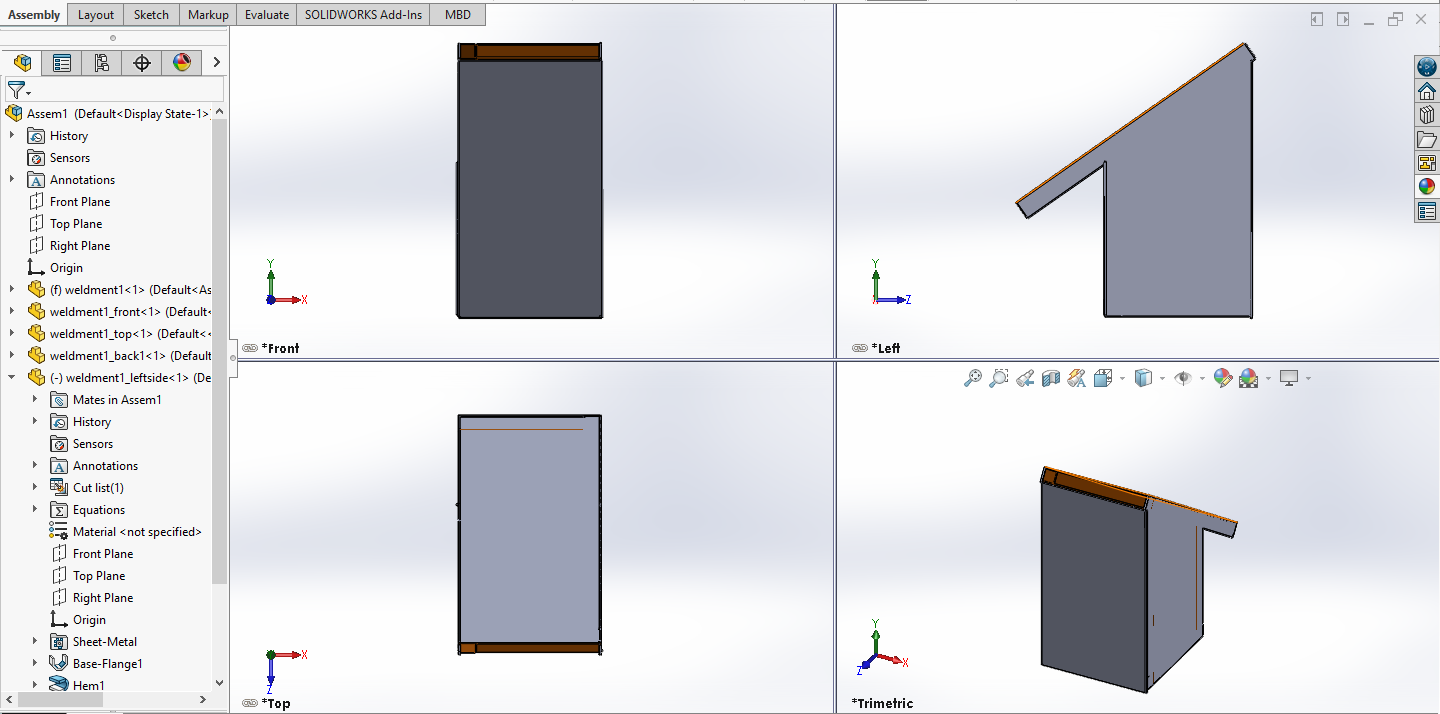 Assembly Layout Sketch Markup Evaluate SOLIDWORKS Add-Ins MBD
Assem1 (Default<Display State-1>
History
Sensors
Annotations
Front Plane
Top Plane
Right Plane
Origin
(f) weldment1<1> (Default<As
weldment1_front<1> (Default<
weldment1_top<1> (Default<<
weldment1_back1<1> (Default
(-) weldment1_leftside<1> (De
Mates in Assem1
History
Sensors
Annotations
Cut list(1)
Equations
Material <not specified>
Front Plane
Top Plane
Right Plane
Origin
Sheet-Metal
Base-Flange1
Hem1
Y
X
*Front
Y
X
Z
*Left
X
Z
*Top
Y
X
Z
*Trimetric